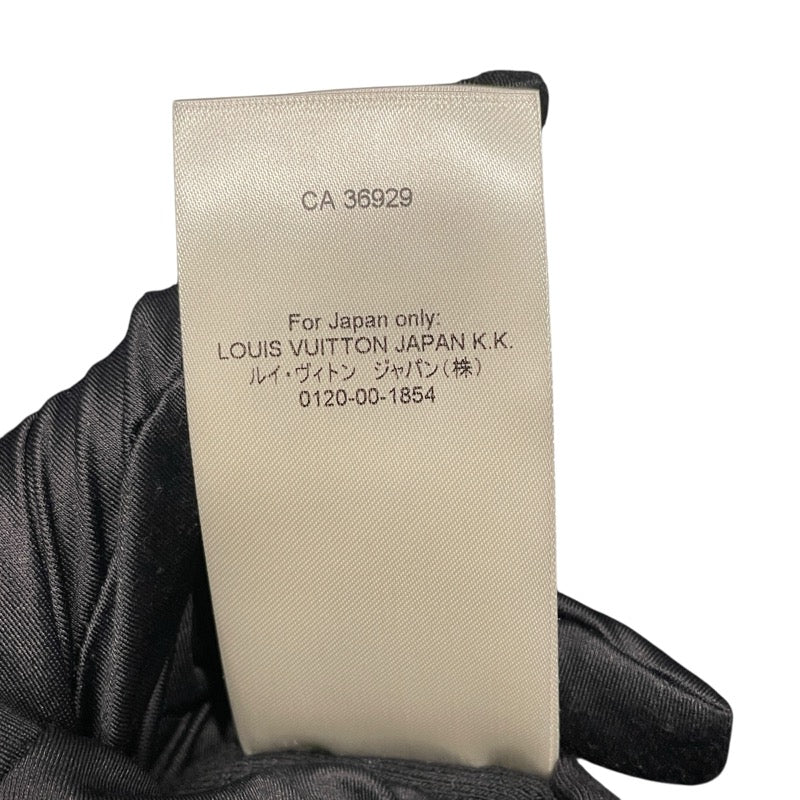 CA 36929
For Japan only:
LOUIS VUITTON JAPAN K.K.
ルイ・ヴィトン ジャパン(株)
0120-00-1854